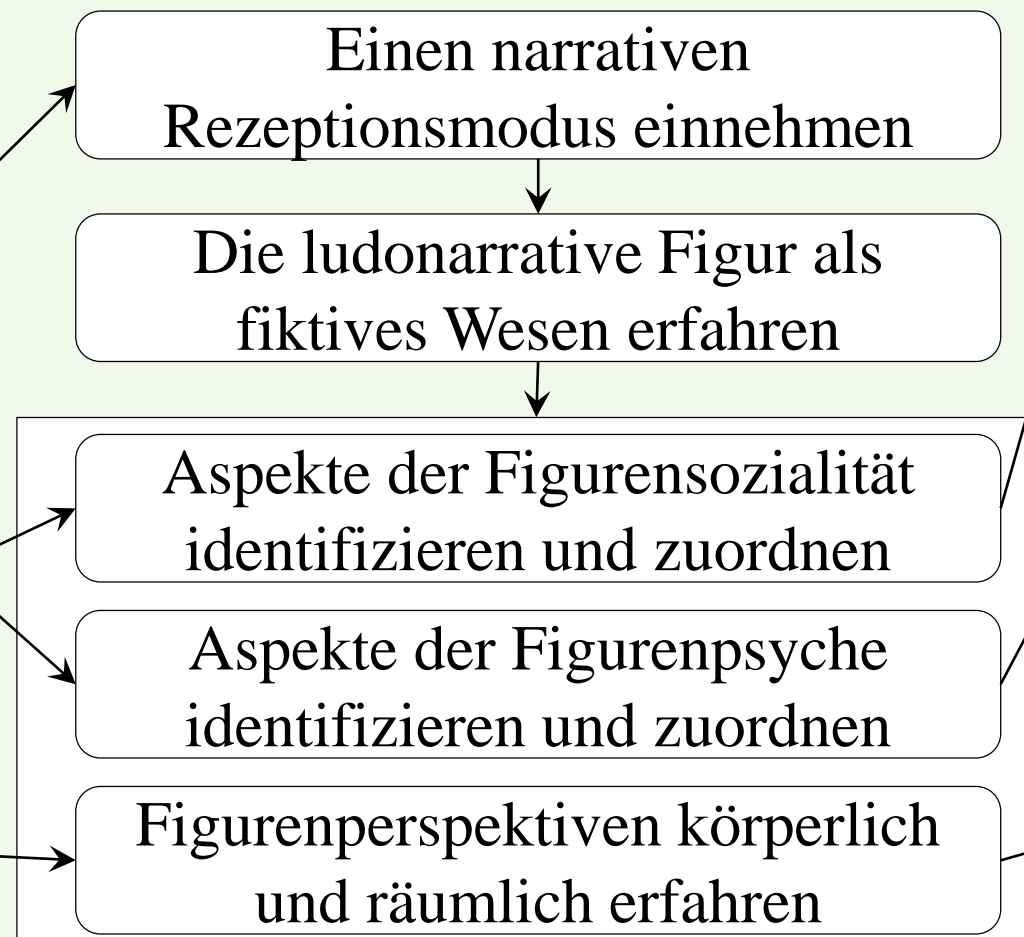 Einen narrativen
Rezeptionsmodus einnehmen
Die ludonarrative Figur als
fiktives Wesen erfahren
Aspekte der Figurensozialität
identifizieren und zuordnen
Aspekte der Figurenpsyche
identifizieren und zuordnen
Figurenperspektiven körperlich
und räumlich erfahren